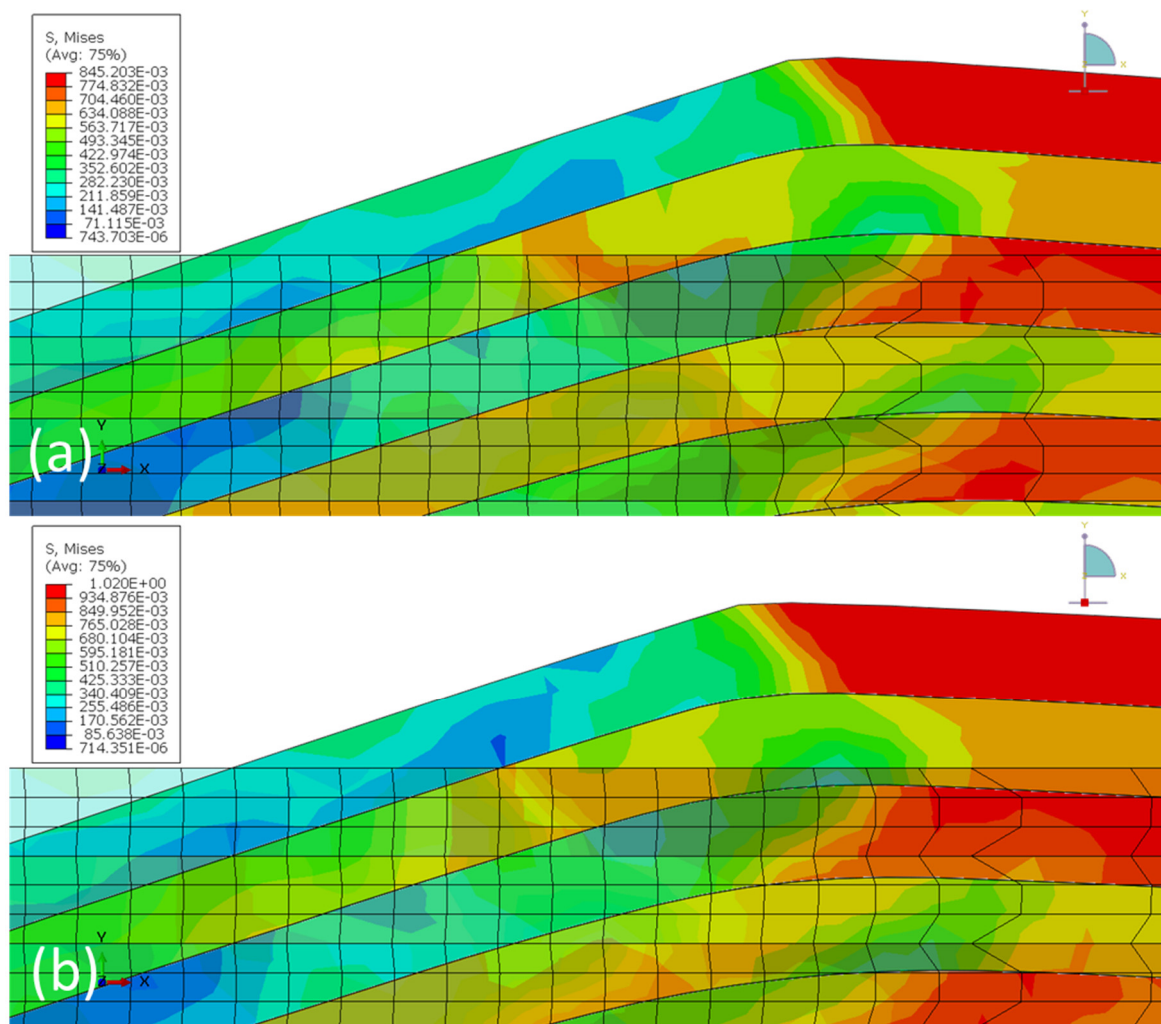 S, Mises
(Avg: 75%)
845.203E-03
774.832E-03
704.460E-03
634.088E-03
563.717E-03
493.345E-03
422.974E-03
352.602E-03
282.230E-03
211.859E-03
141.487E-03
71.115E-03
743.703E-06
Y
X
Y
X
(a)
S, Mises
(Avg: 75%)
1.020E+00
934.876E-03
849.952E-03
765.028E-03
680.104E-03
595.181E-03
510.257E-03
425.333E-03
340.409E-03
255.486E-03
170.562E-03
85.638E-03
714.351E-06
Y
X
Y
X
(b)